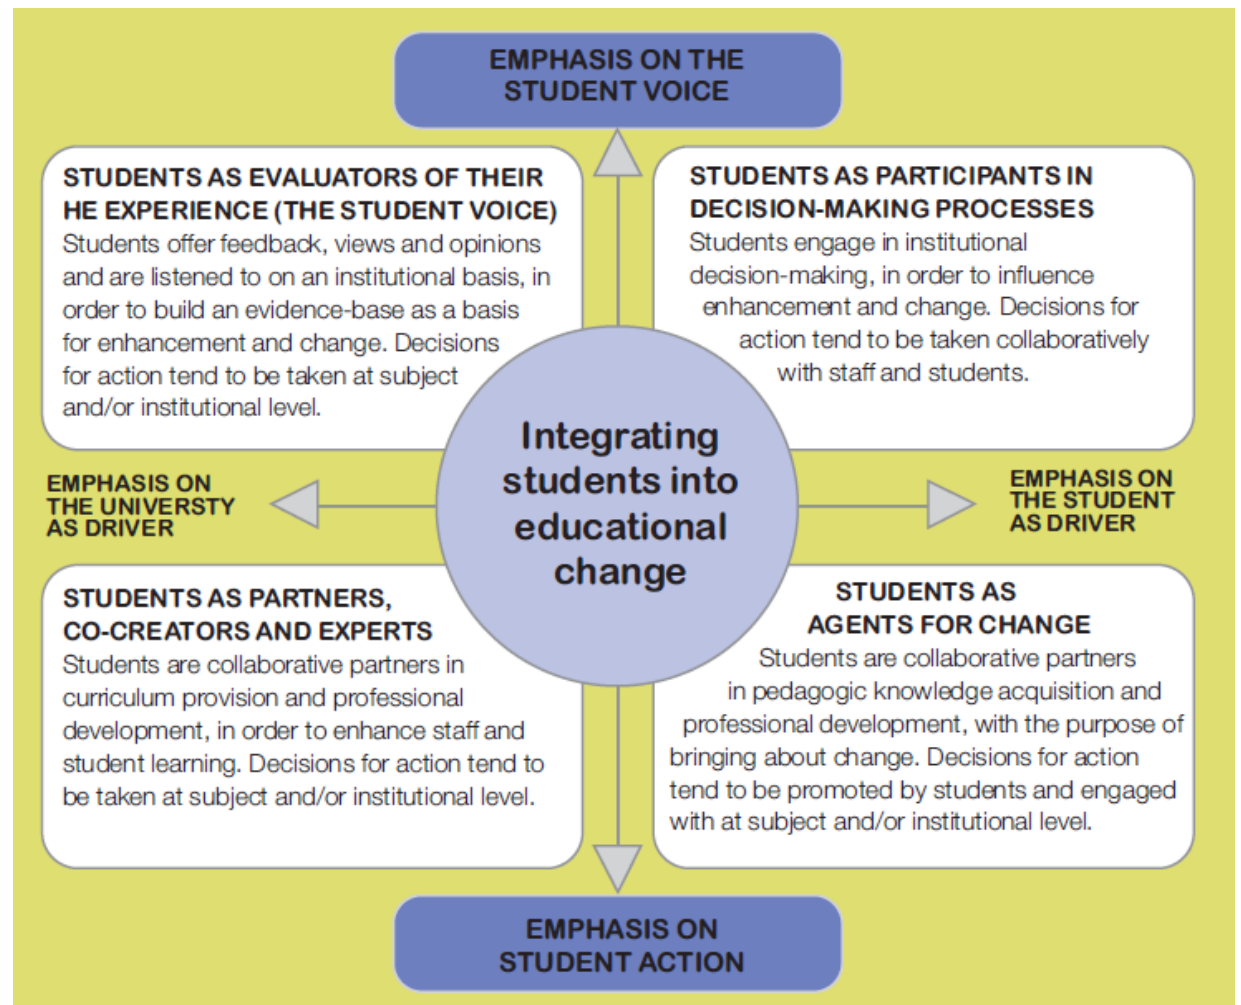 EMPHASIS ON THE
STUDENT VOICE
STUDENTS AS EVALUATORS OF THEIR
HE EXPERIENCE (THE STUDENT VOICE)
Students offer feedback, views and opinions
and are listened to on an institutional basis, in
order to build an evidence-base as a basis
for enhancement and change. Decisions
for action tend to be taken at subject
and/or institutional level.
STUDENTS AS PARTICIPANTS IN
DECISION-MAKING PROCESSES
Students engage in institutional
decision-making, in order to influence
enhancement and change. Decisions for
action tend to be taken collaboratively
with staff and students.
Integrating
students into
educational
change
EMPHASIS ON
THE UNIVERSTY
AS DRIVER
EMPHASIS ON
THE STUDENT
AS DRIVER
STUDENTS AS PARTNERS,
CO-CREATORS AND EXPERTS
Students are collaborative partners in
curriculum provision and professional
development, in order to enhance staff and
student learning. Decisions for action tend to
be taken at subject and/or institutional level.
STUDENTS AS
AGENTS FOR CHANGE
Students are collaborative partners
in pedagogic knowledge acquisition and
professional development, with the purpose of
bringing about change. Decisions for action
tend to be promoted by students and engaged
with at subject and/or institutional level.
EMPHASIS ON
STUDENT ACTION